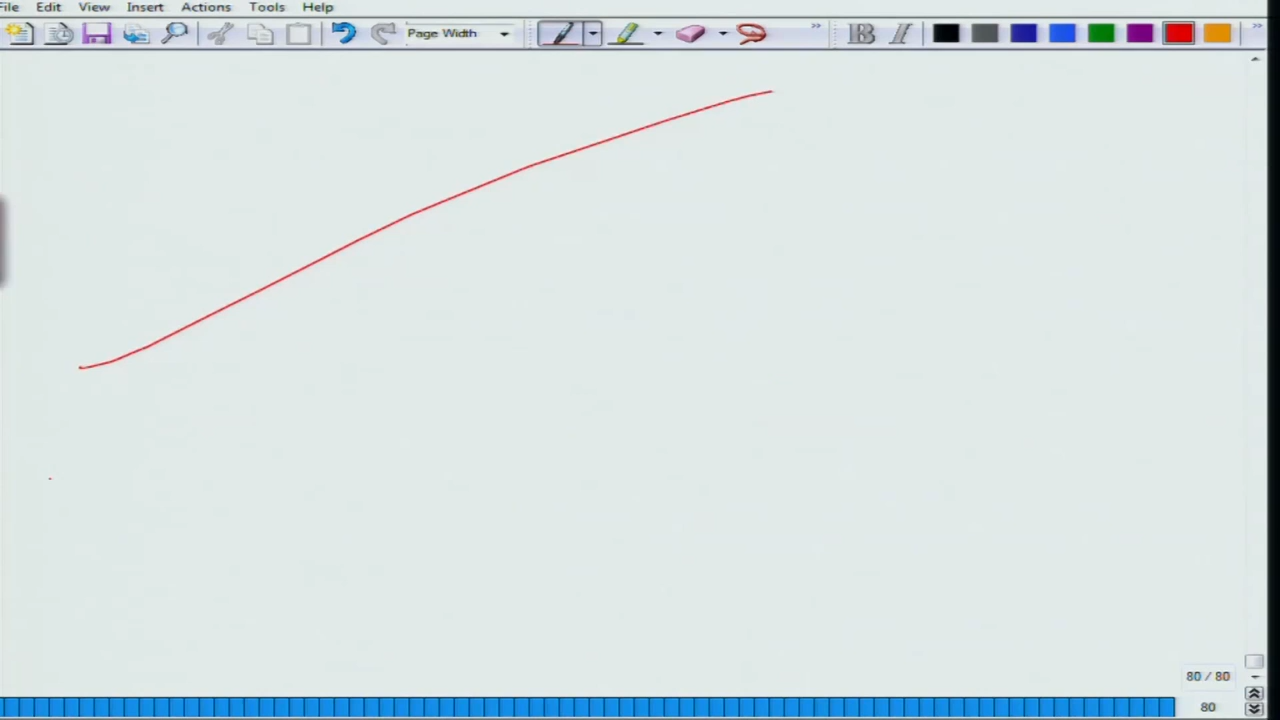 File Edit View Insert Actions Tools Help
Page Width
B I
80 / 80
80